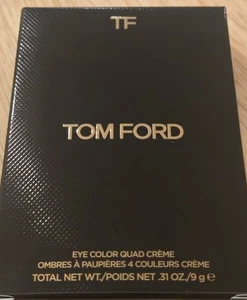 TF
TOM FORD
EYE COLOR QUAD CRÈME
OMBRES À PAUPIÈRES 4 COULEURS CRÈME
TOTAL NET WT./POIDS NET .31 OZ./9 g ℮